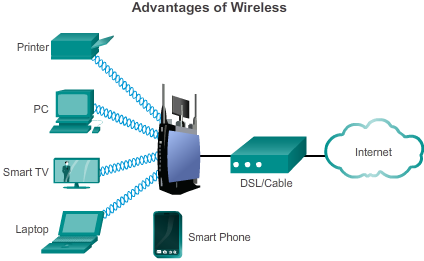 Advantages of Wireless
Printer
PC
Smart TV
Laptop
Smart Phone
DSL/Cable
Internet